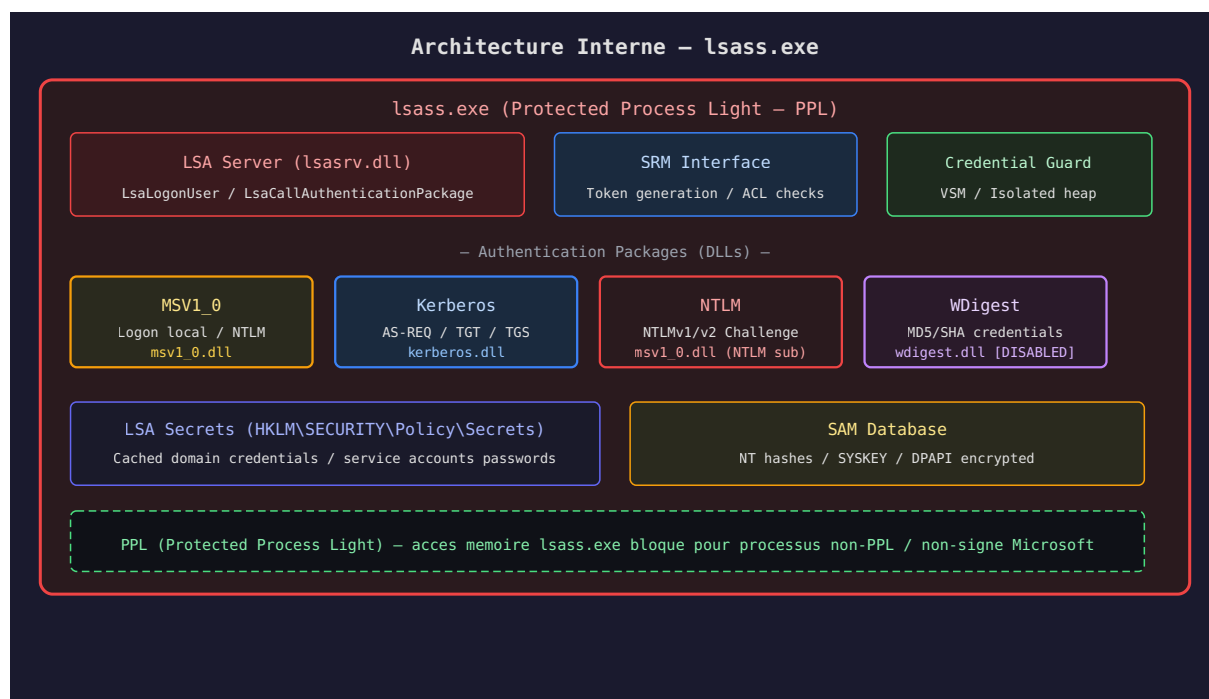 Architecture Interne — lsass.exe
lsass.exe (Protected Process Light — PPL)
LSA Server (lsasrv.dll)
LsaLogonUser / LsaCallAuthenticationPackage
SRM Interface
Token generation / ACL checks
Credential Guard
VSM / Isolated heap
— Authentication Packages (DLLs) —
MSV1_0
Logon local / NTLM
msv1_0.dll
Kerberos
AS-REQ / TGT / TGS
kerberos.dll
NTLM
NTLMv1/v2 Challenge
msv1_0.dll (NTLM sub)
WDigest
MD5/SHA credentials
wdigest.dll [DISABLED]
LSA Secrets (HKLM\SECURITY\Policy\Secrets)
Cached domain credentials / service accounts passwords
SAM Database
NT hashes / SYSKEY / DPAPI encrypted
PPL (Protected Process Light) — acces memoire lsass.exe bloque pour processus non-PPL / non-signe Microsoft